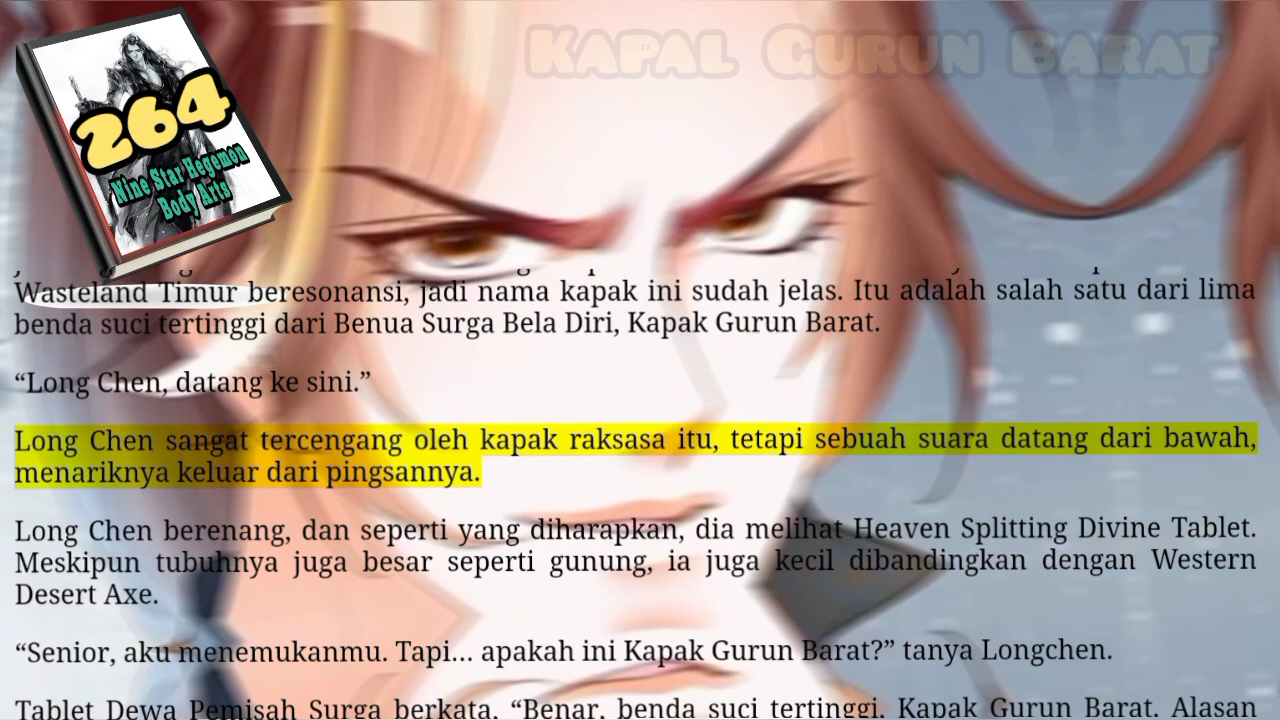 KAPAL GURUN BARAT
264
Nine Star Hegemon
Body Arts
Wasteland Timur beresonansi, jadi nama kapak ini sudah jelas. Itu adalah salah satu dari lima
benda suci tertinggi dari Benua Surga Bela Diri, Kapak Gurun Barat.
“Long Chen, datang ke sini.”
Long Chen sangat tercengang oleh kapak raksasa itu, tetapi sebuah suara datang dari bawah,
menariknya keluar dari pingsannya.
Long Chen berenang, dan seperti yang diharapkan, dia melihat Heaven Splitting Divine Tablet.
Meskipun tubuhnya juga besar seperti gunung, ia juga kecil dibandingkan dengan Western
Desert Axe.
“Senior, aku menemukanmu. Tapi... apakah ini Kapak Gurun Barat?” tanya Longchen.
Tablet Dewa Pemisah Surga berkata, “Benar, benda suci tertinggi, Kapak Gurun Barat. Alasan